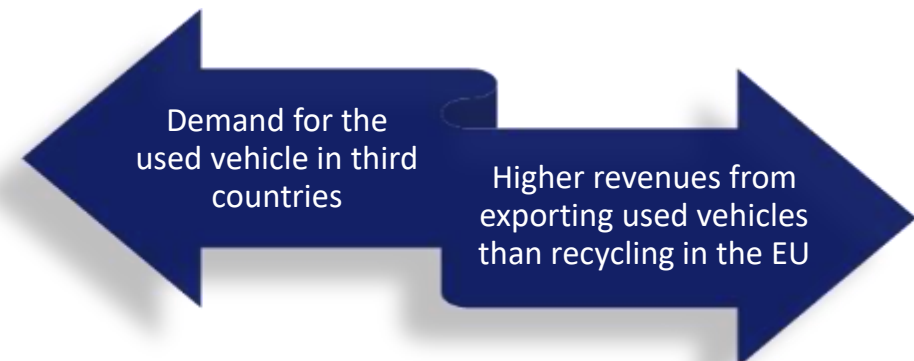 Demand for the
used vehicle in third
countries
Higher revenues from
exporting used vehicles
than recycling in the EU